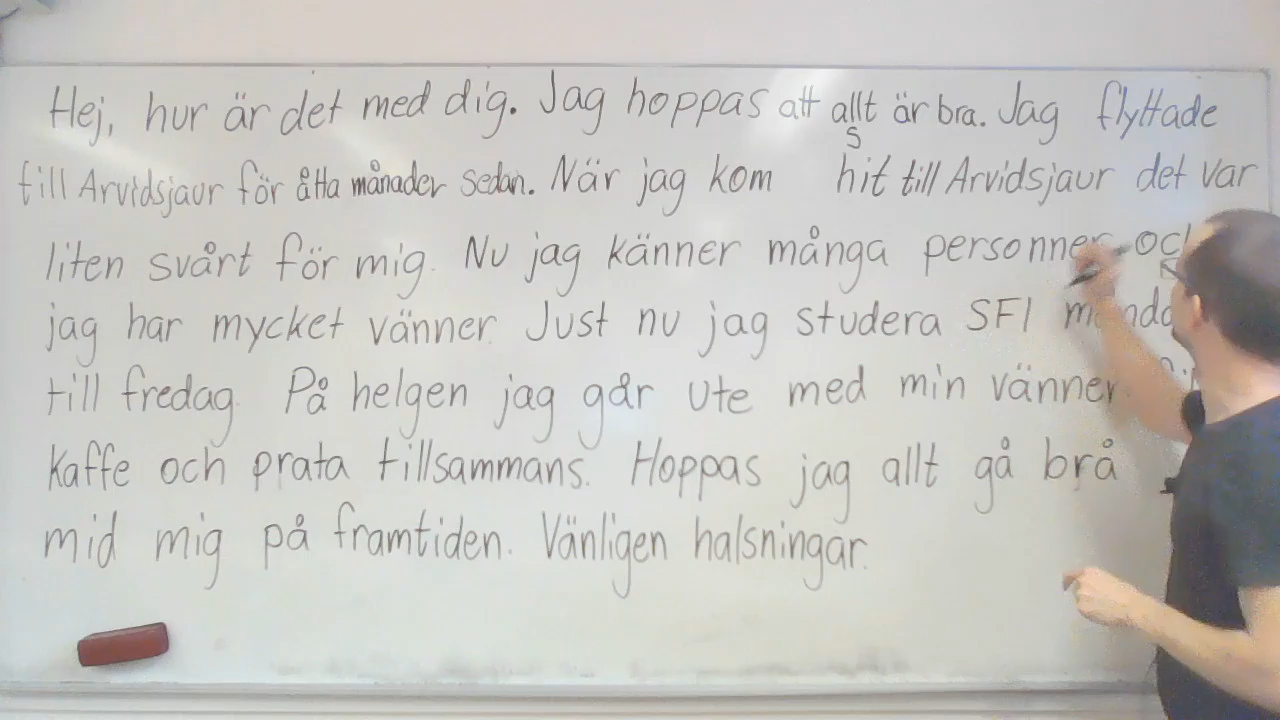 Hej, hur är det med dig. Jag hoppas att allt är bra. Jag flyttade
S
till Arvidsjaur för åtta månader sedan. När jag kom hit till Arvidsjaur det var
liten svårt för mig. Nu jag känner många personner
jag har mycket vänner. Just nu jag studera SFI
till fredag. På helgen jag går ute med min vänner
kaffe och prata tillsammans. Hoppas jag allt gå brå
mid mig på framtiden. Vänligen halsningar.